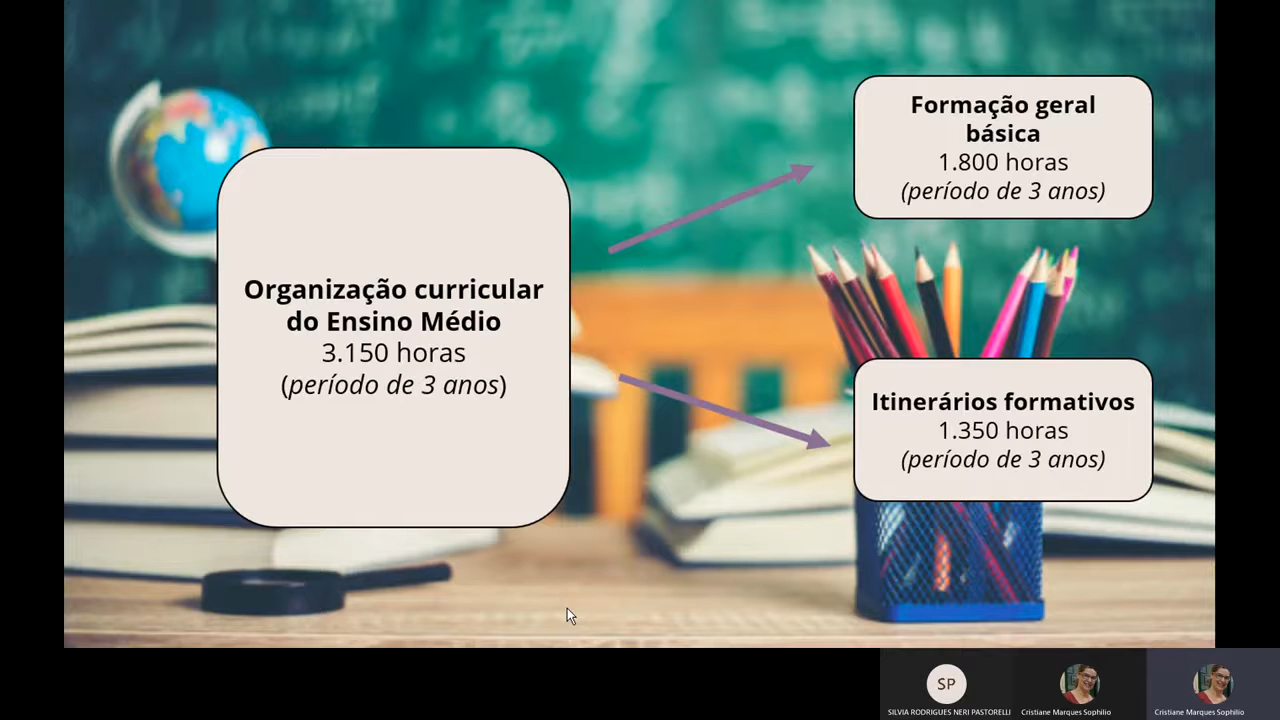 Formação geral
básica
1.800 horas
(período de 3 anos)
Organização curricular
do Ensino Médio
3.150 horas
(período de 3 anos)
Itinerários formativos
1.350 horas
(período de 3 anos)
SP
SILVIA RODRIGUES NERI PASTORELLI
Cristiane Marques Sophilio
Cristiane Marques Sophilio